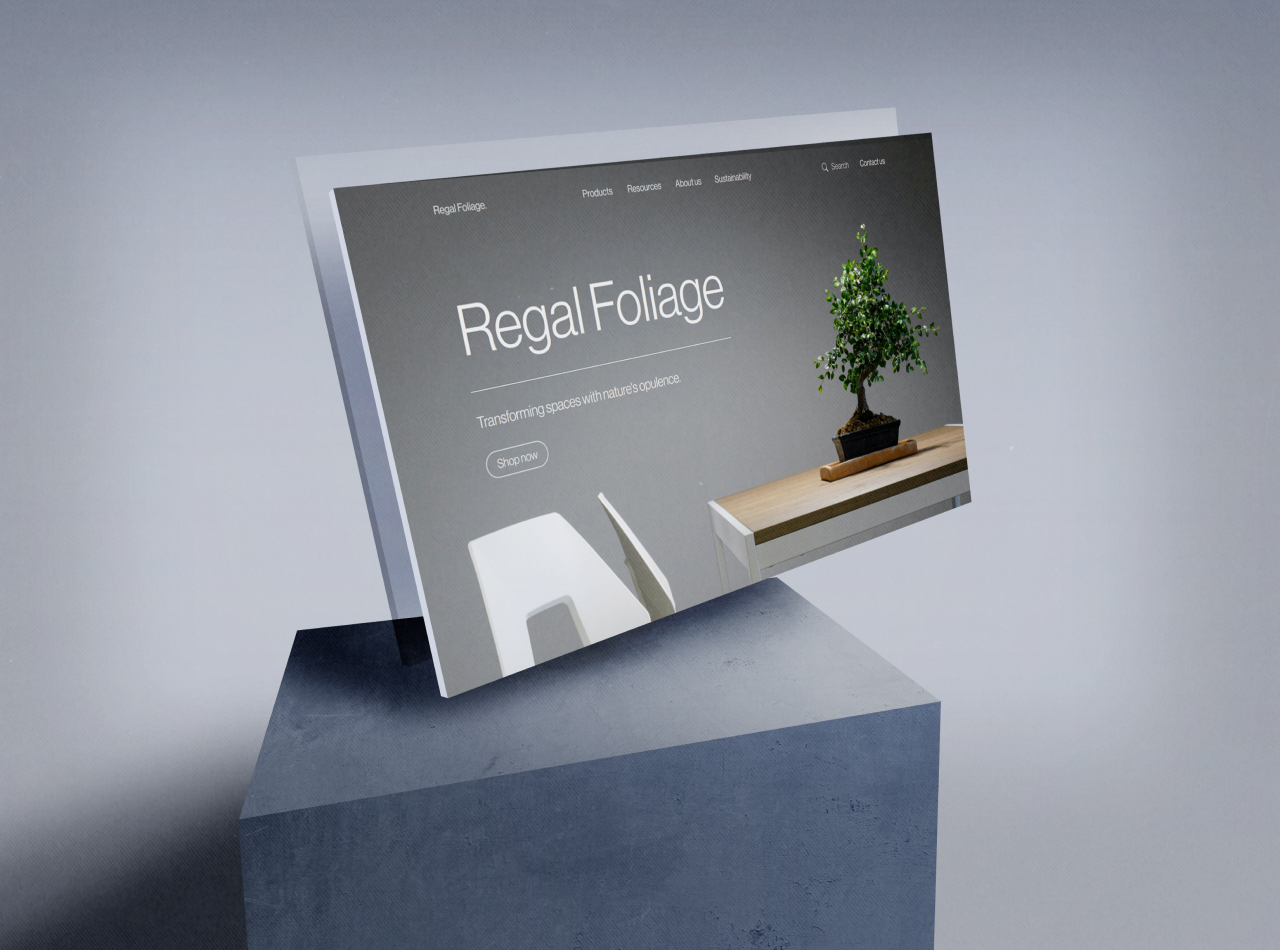 Regal Foliage.
Products Resources About us Sustainability
Search Contact us
Regal Foliage
Transforming spaces with nature's opulence.
Shop now